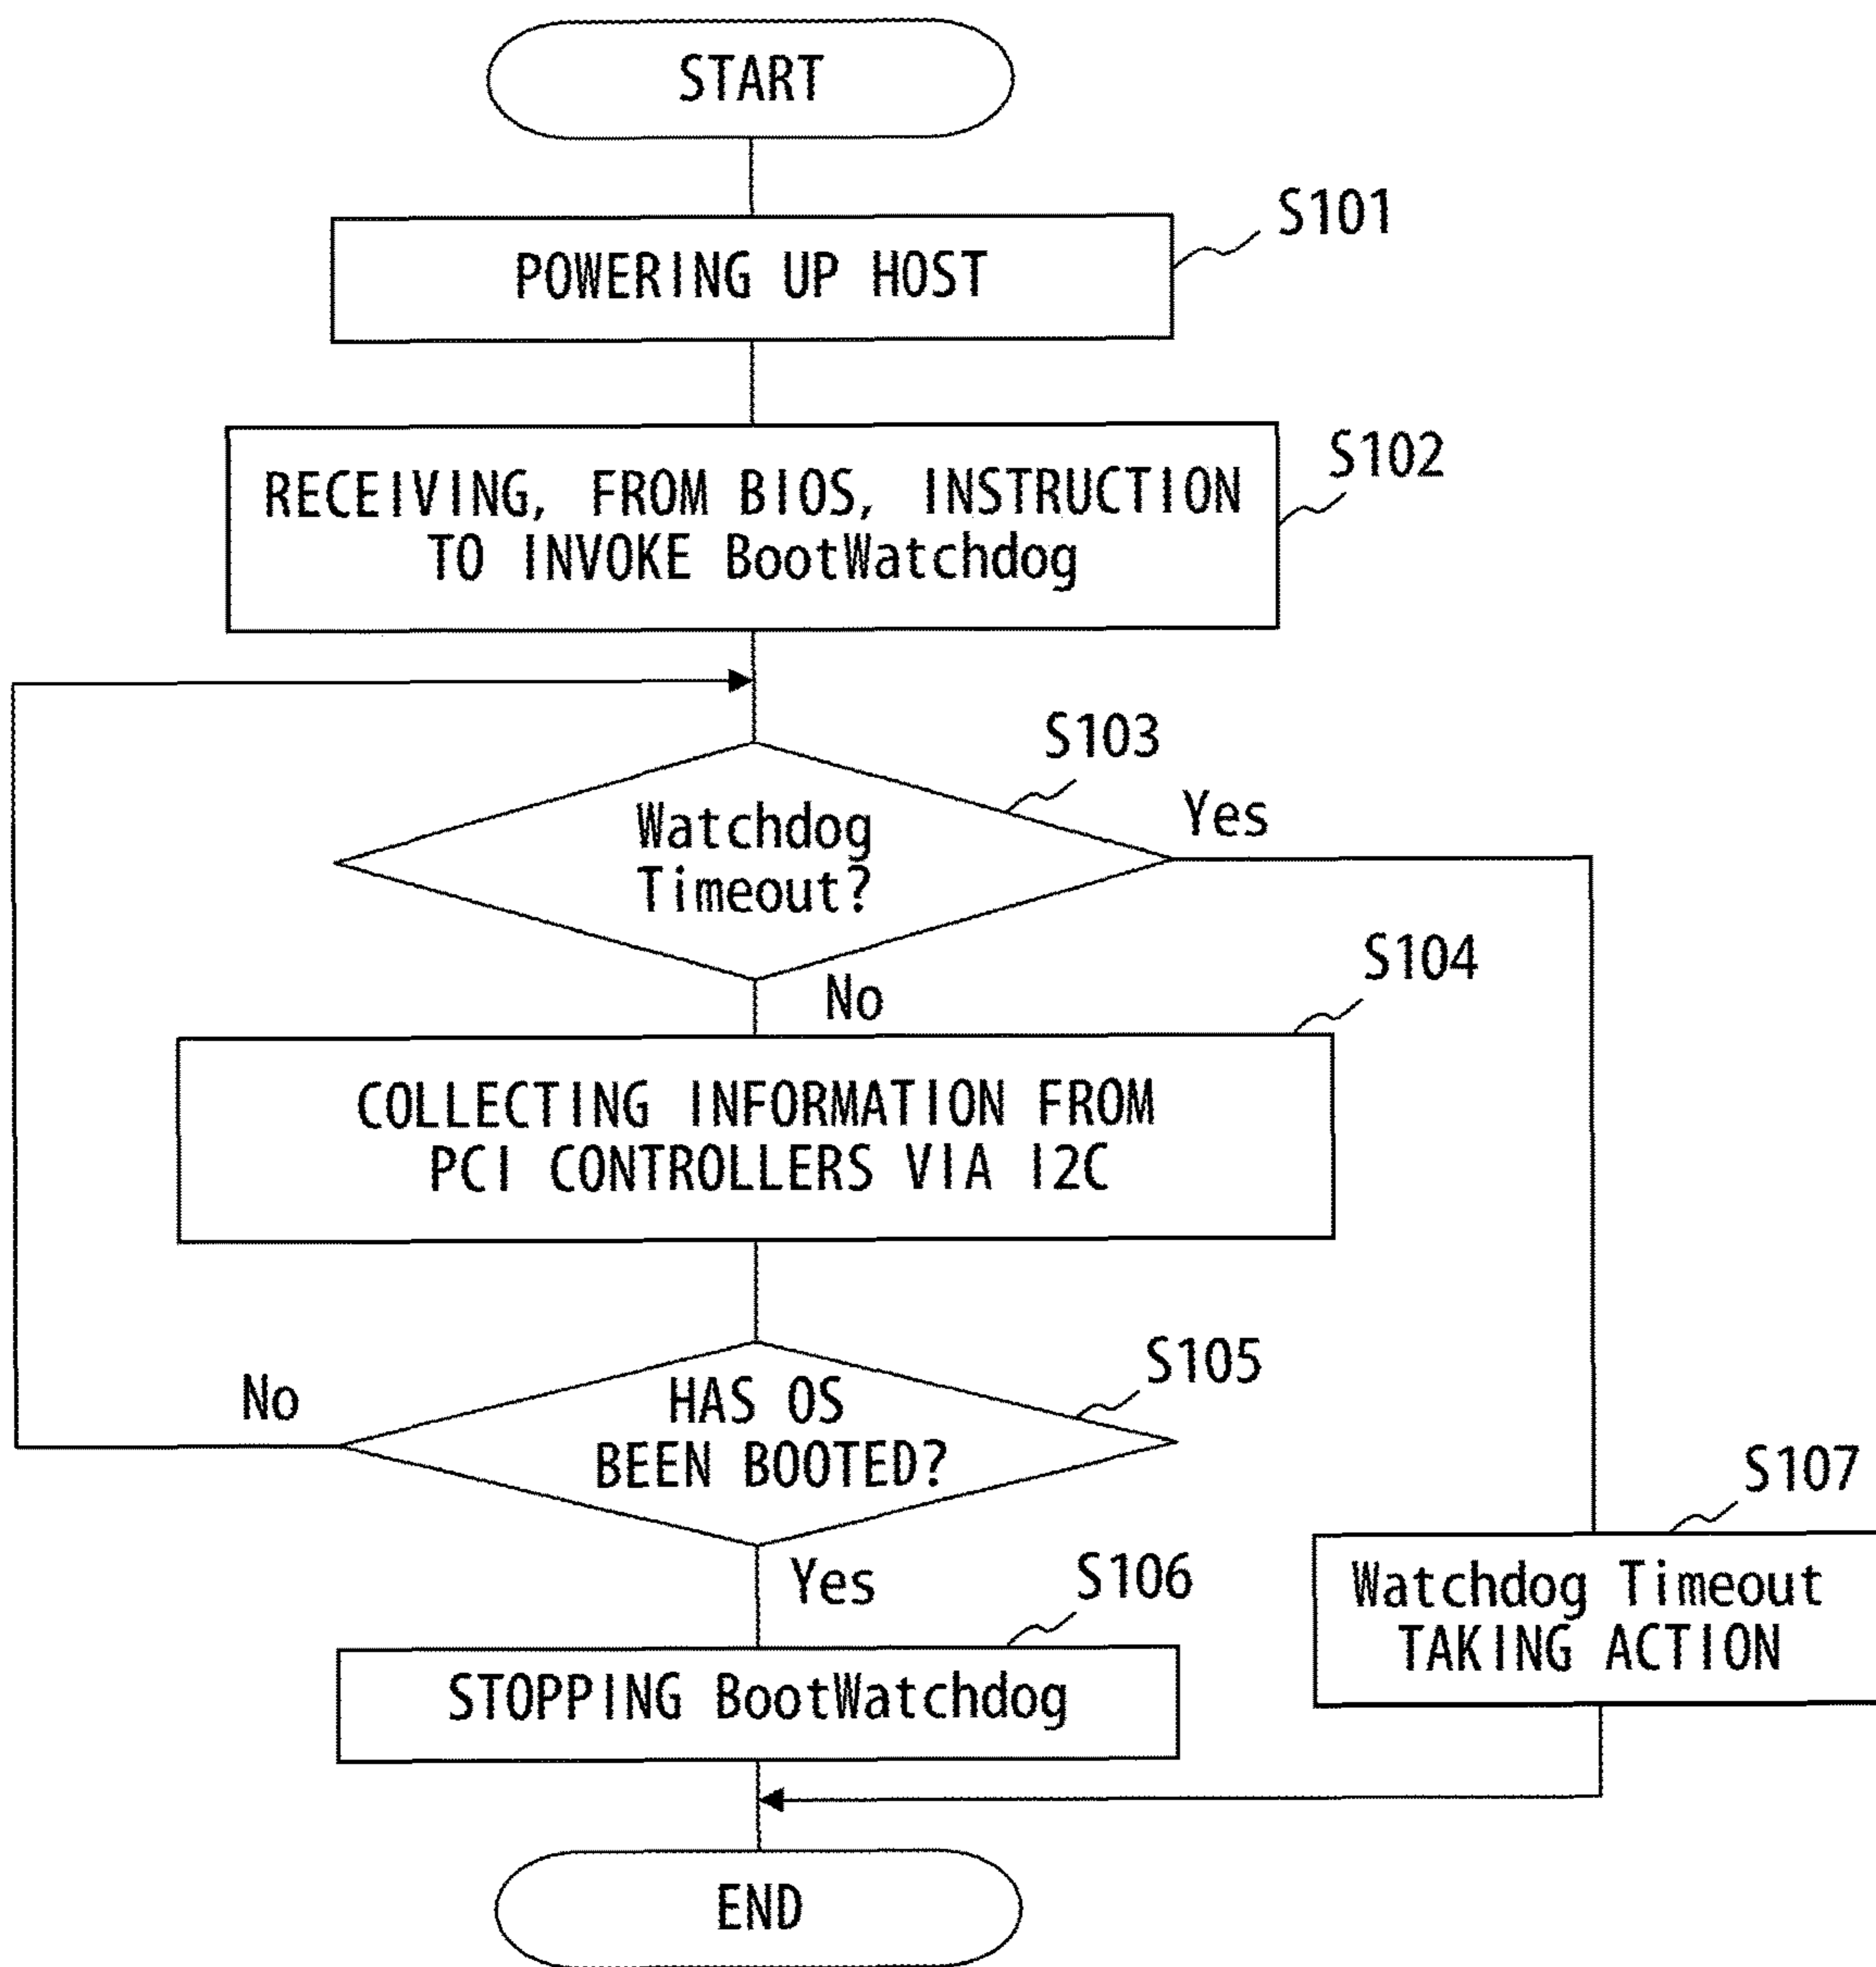 START
S101
POWERING UP HOST
S102
RECEIVING, FROM BIOS, INSTRUCTION
TO INVOKE BootWatchdog
S103
Watchdog
Timeout?
Yes
No
S104
COLLECTING INFORMATION FROM
PCI CONTROLLERS VIA I2C
S105
HAS OS
BEEN BOOTED?
No
Yes
S106
STOPPING BootWatchdog
S107
Watchdog Timeout
TAKING ACTION
END